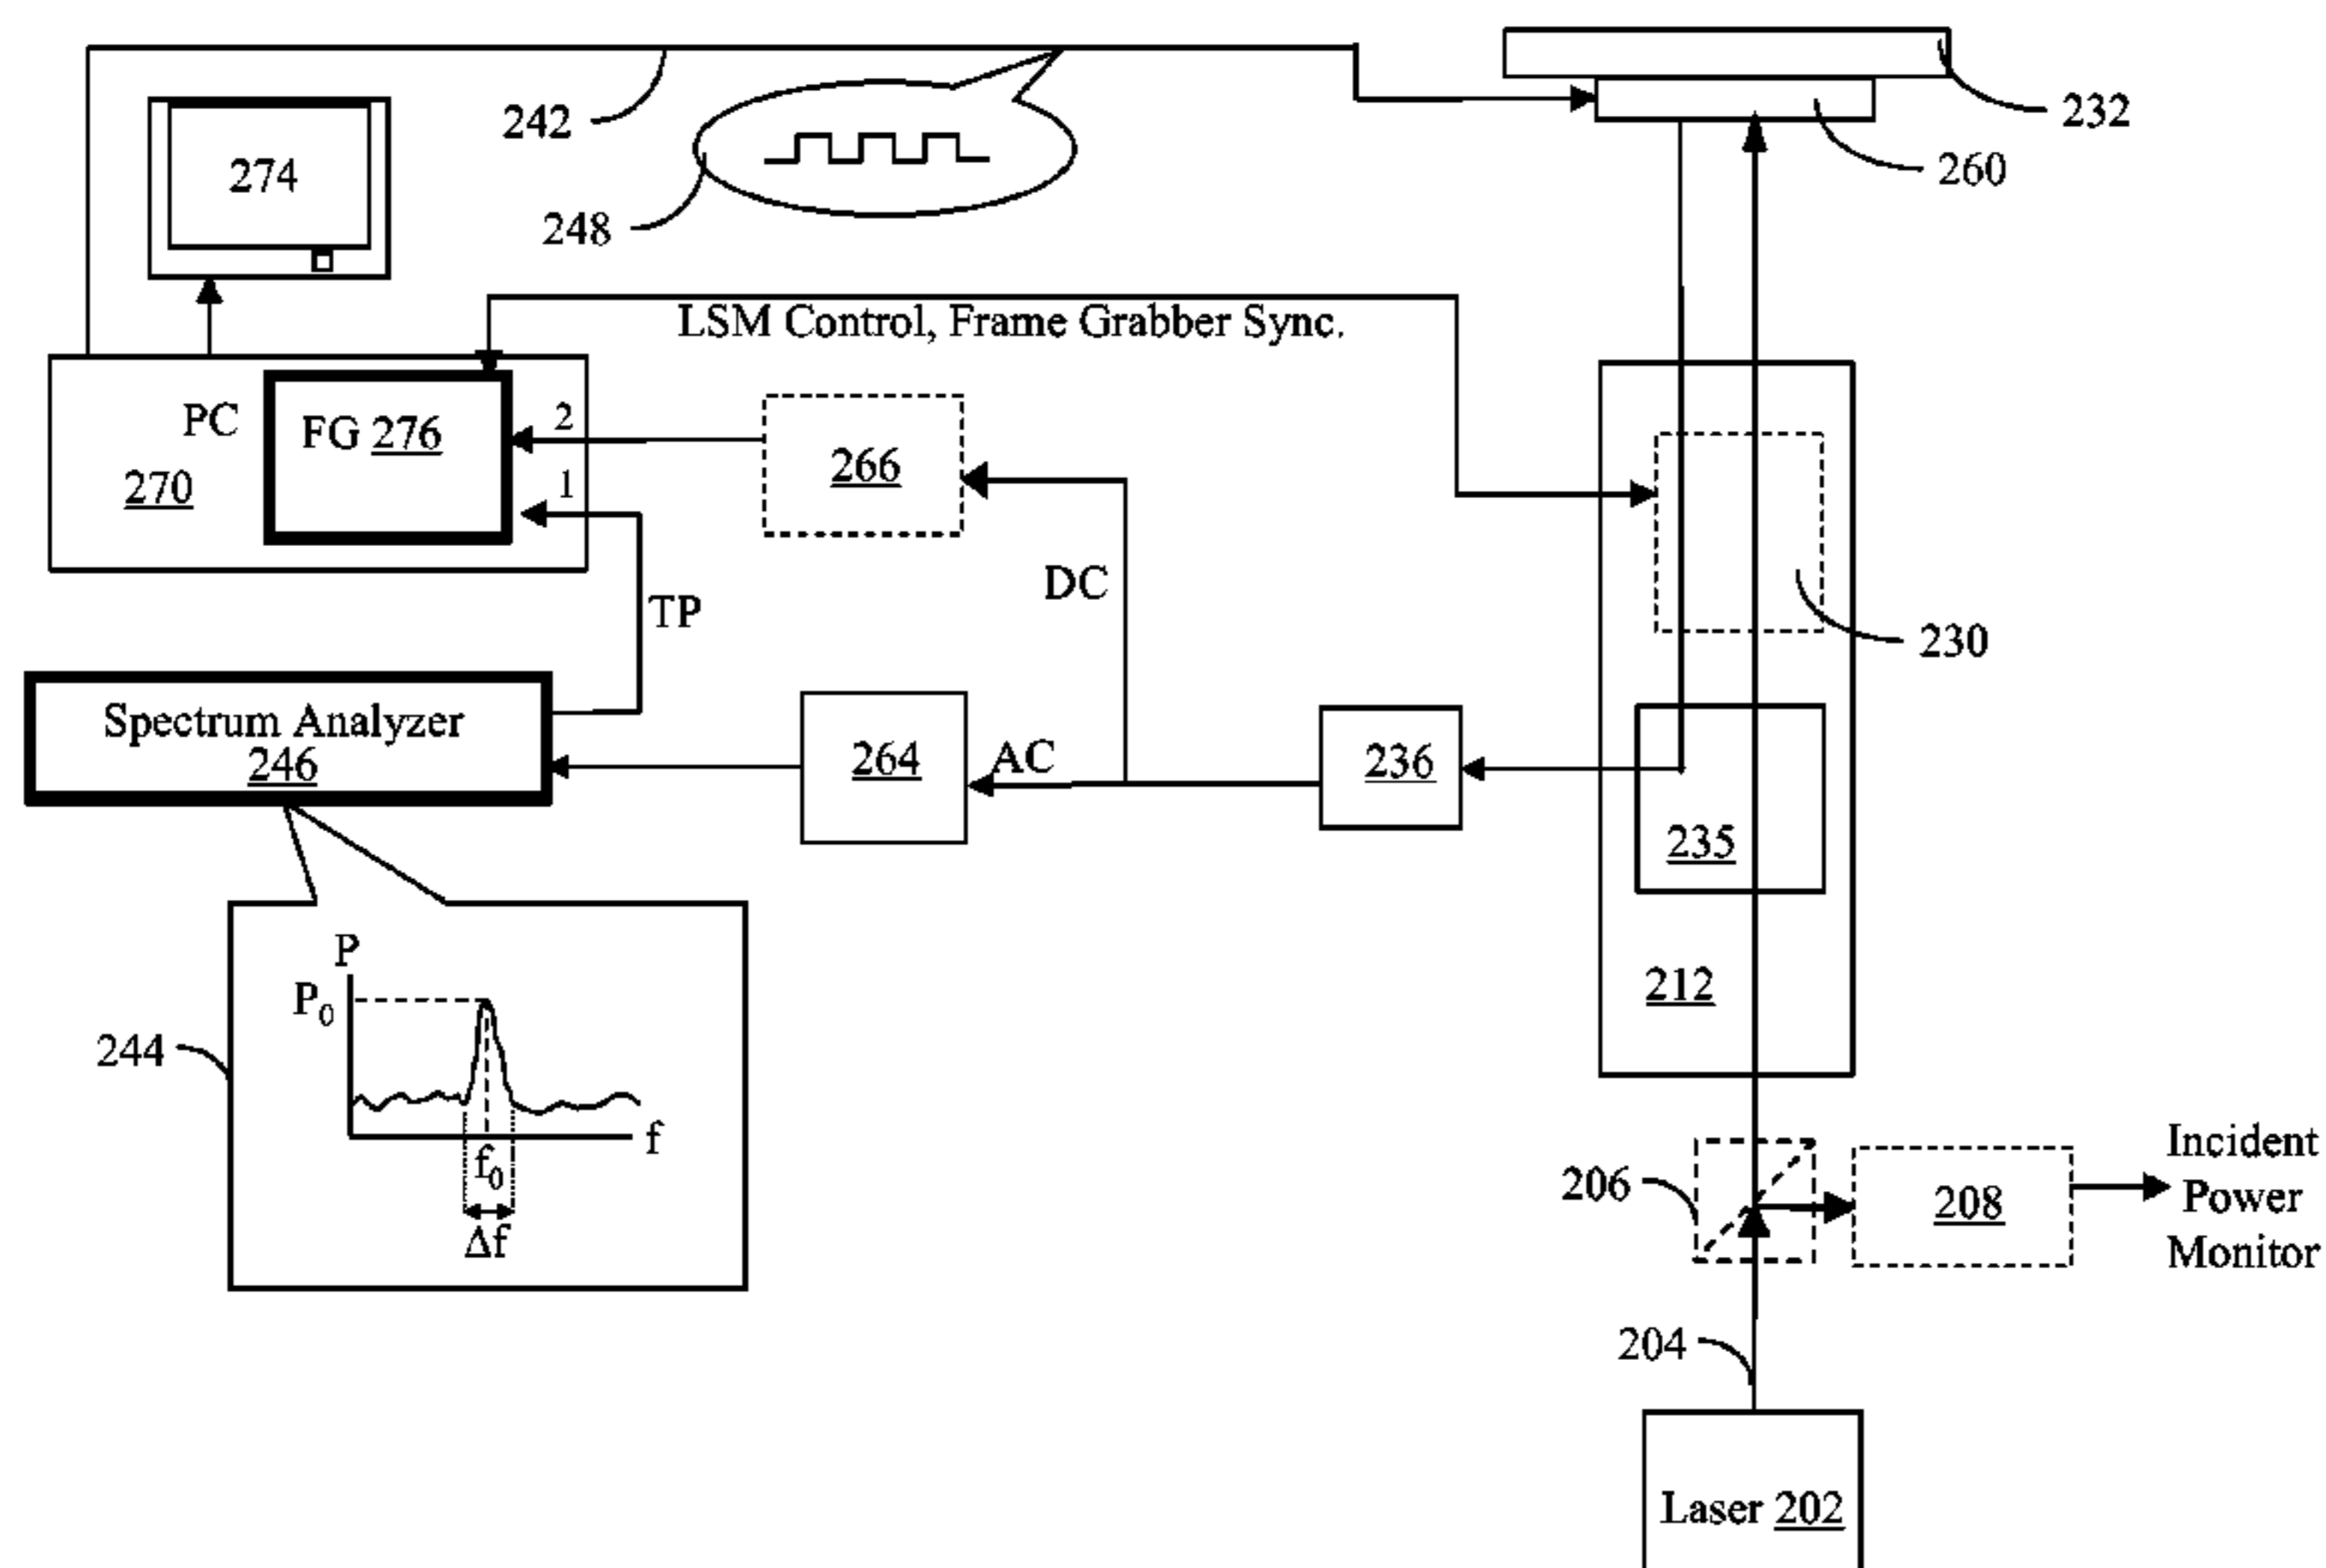 232
242
260
274
248
LSM Control, Frame Grabber Sync.
PC
FG 276
2
266
270
1
DC
TP
230
Spectrum Analyzer
246
264
AC
236
235
P
P0
212
244
f
f0
Δf
206
208
Incident
Power
Monitor
204
Laser 202